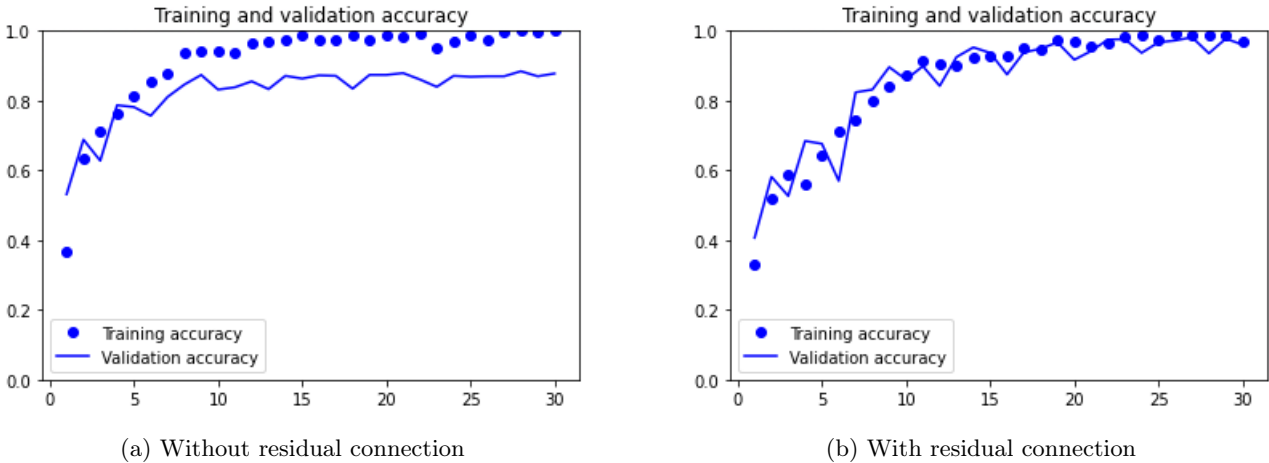 Training and validation accuracy
1.0
0.8
0.6
0.4
0.2
0.0
Training accuracy
Validation accuracy
0 5 10 15 20 25 30
(a) Without residual connection
Training and validation accuracy
1.0
0.8
0.6
0.4
0.2
0.0
Training accuracy
Validation accuracy
0 5 10 15 20 25 30
(b) With residual connection